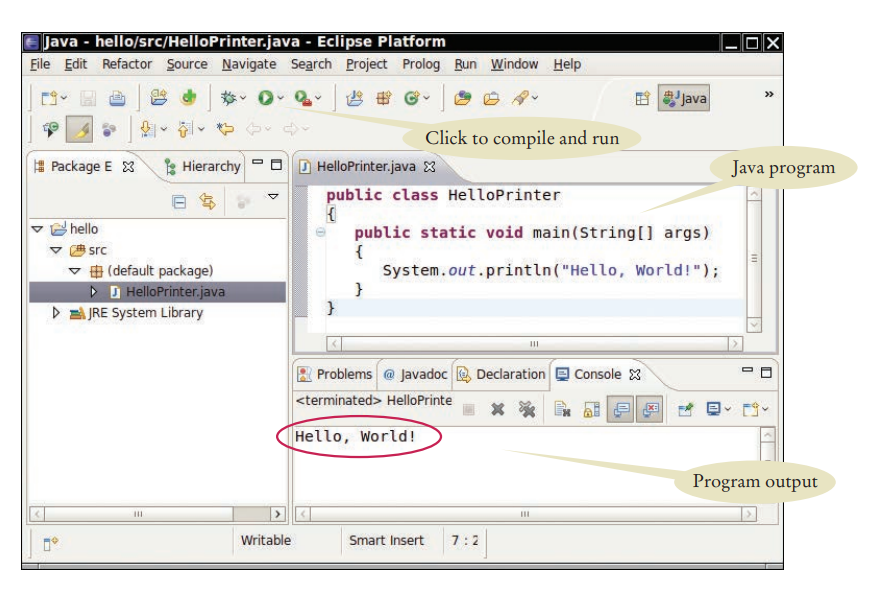 Java - hello/src/HelloPrinter.java - Eclipse Platform
File Edit Refactor Source Navigate Search Project Prolog Run Window Help
Java »
Click to compile and run
Package E Hierarchy
HelloPrinter.java
Java program
hello
src
(default package)
HelloPrinter.java
JRE System Library
public class HelloPrinter
{
public static void main(String[] args)
{
System.out.println("Hello, World!");
}
}
Problems @ Javadoc Declaration Console
<terminated> HelloPrinte
Hello, World!
Program output
Writable Smart Insert 7 : 2